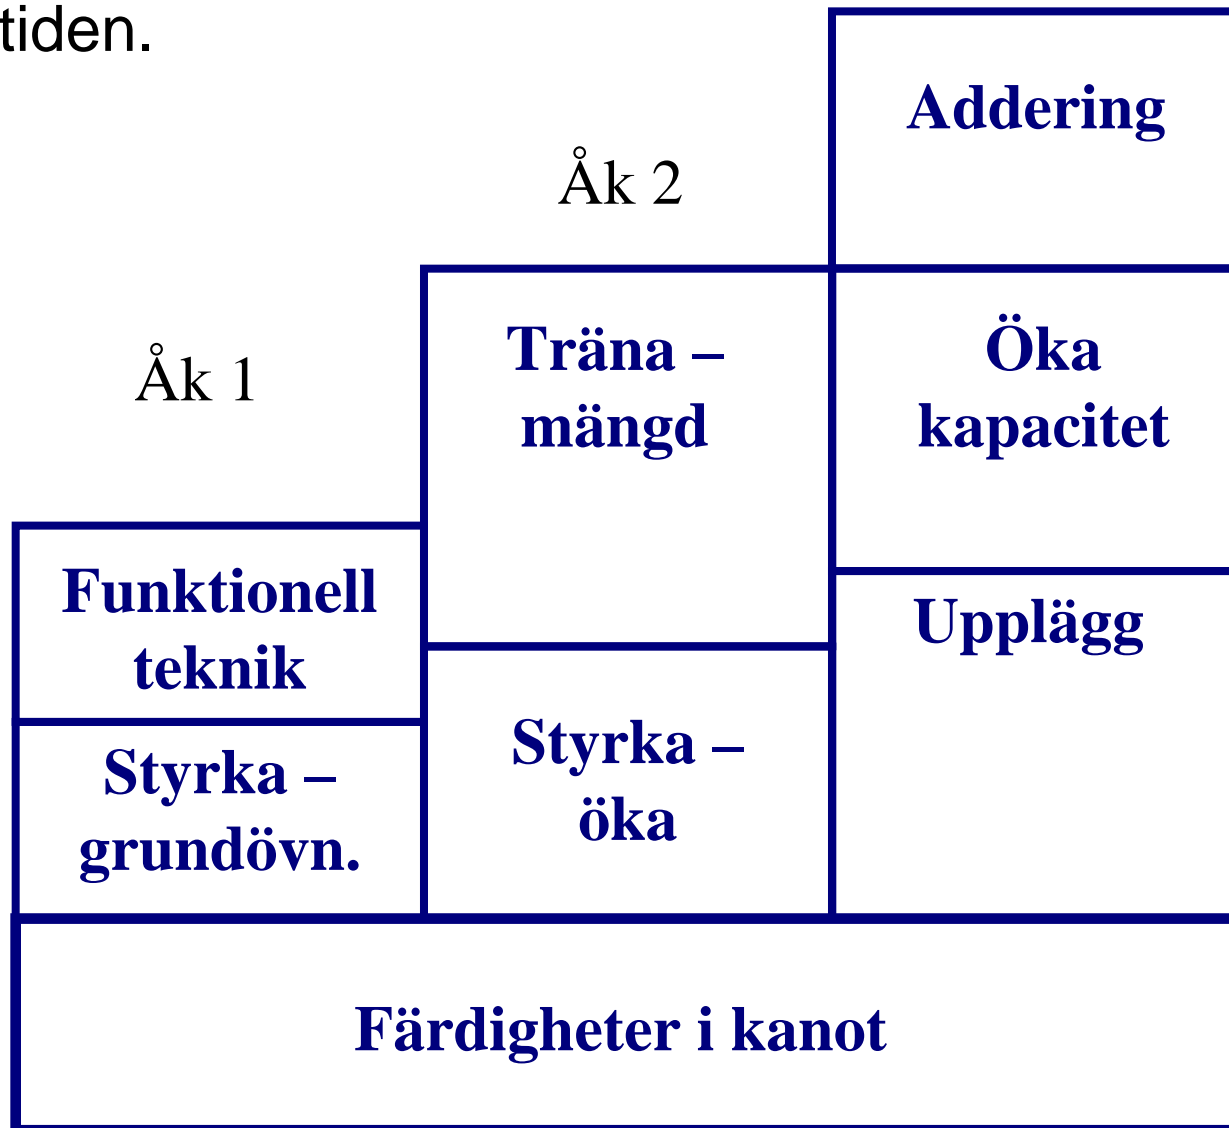 tiden.
Addering
Åk 2
Träna –
mängd
Öka
kapacitet
Åk 1
Funktionell
teknik
Upplägg
Styrka –
grundövn.
Styrka –
öka
Färdigheter i kanot